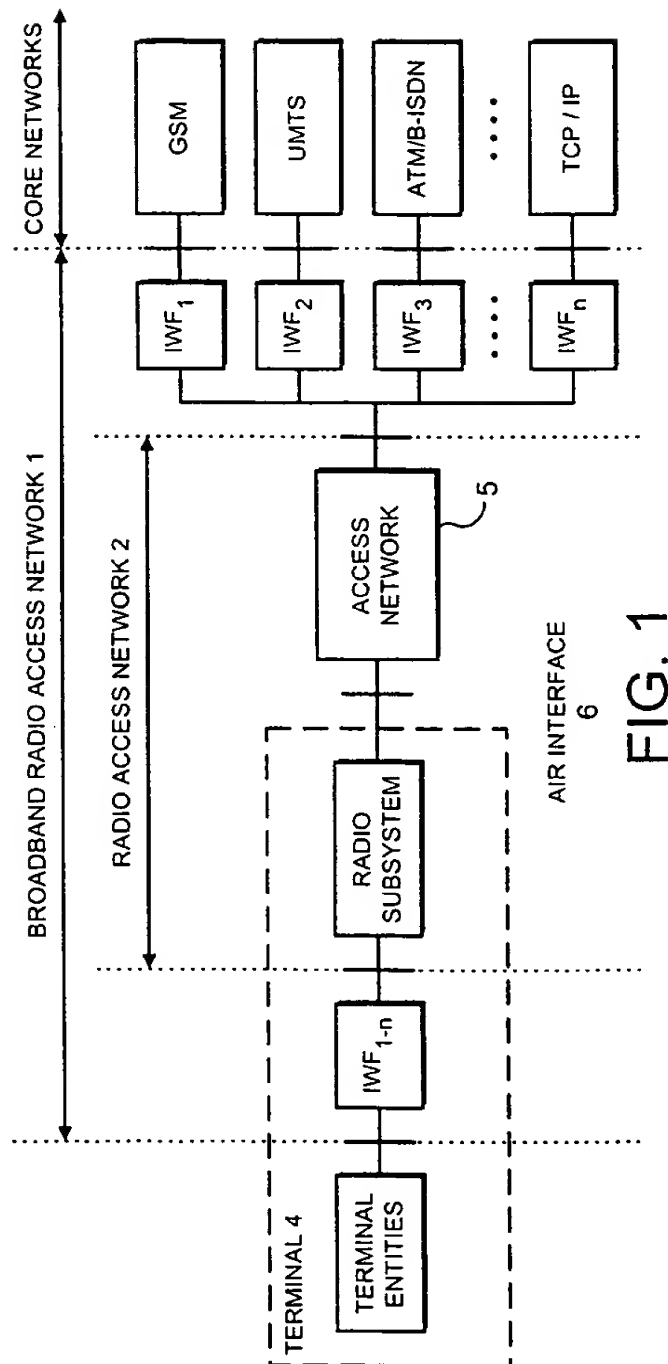 CORE NETWORKS
BROADBAND RADIO ACCESS NETWORK 1
RADIO ACCESS NETWORK 2
TERMINAL 4
TERMINAL
ENTITIES
IWF1-n
RADIO
SUBSYSTEM
ACCESS
NETWORK
5
IWF1
IWF2
IWF3
....
IWFn
GSM
UMTS
ATM/B-ISDN
....
TCP / IP
AIR INTERFACE
6
FIG. 1